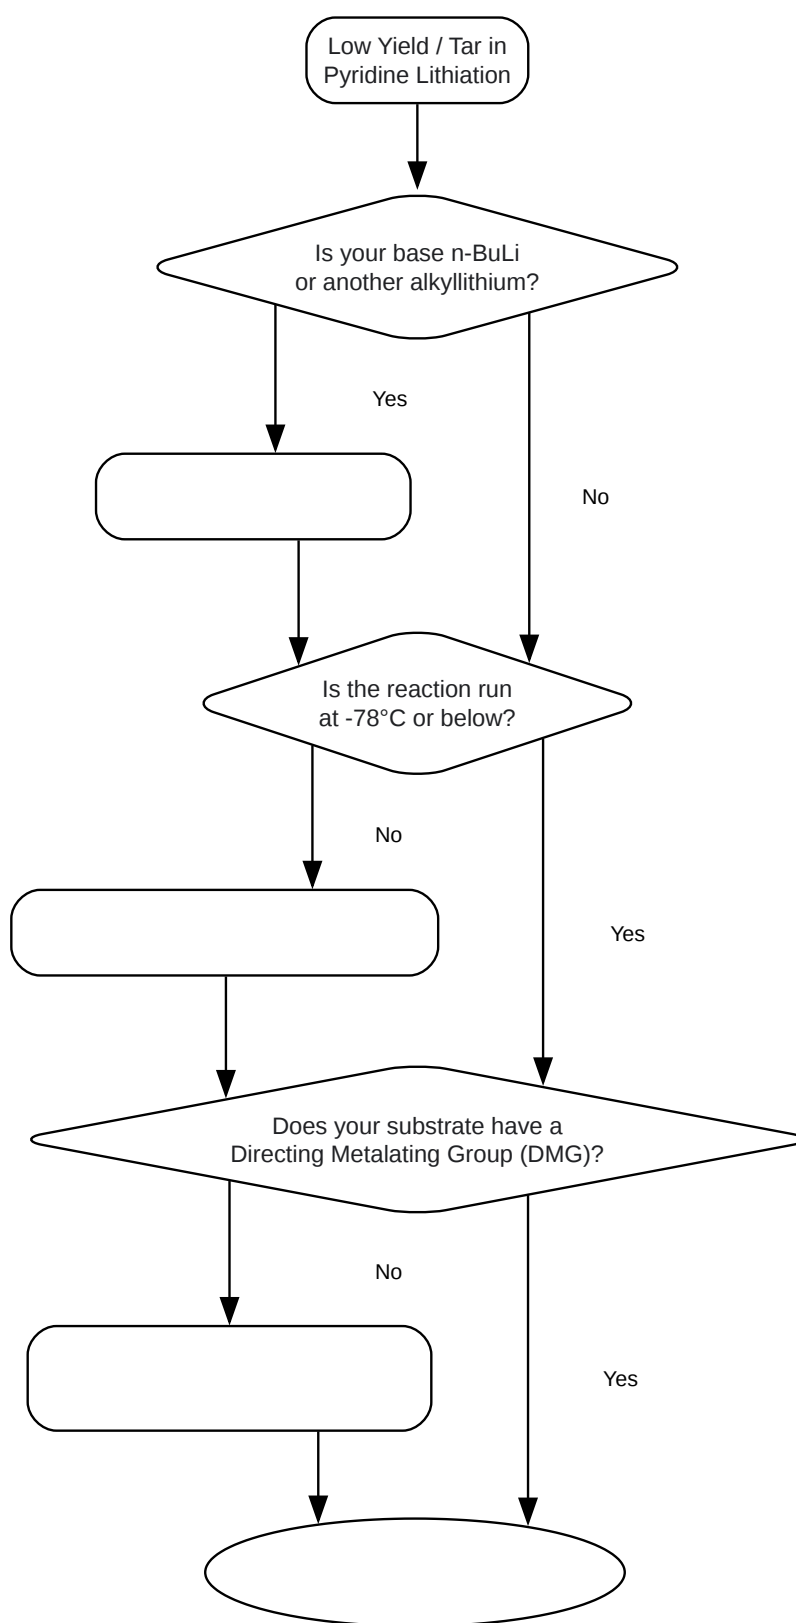 Low Yield / Tar in
Pyridine Lithiation
Is your base n-BuLi
or another alkyllithium?
Yes
No
Is the reaction run
at -78°C or below?
No
Yes
Does your substrate have a
Directing Metalating Group (DMG)?
No
Yes